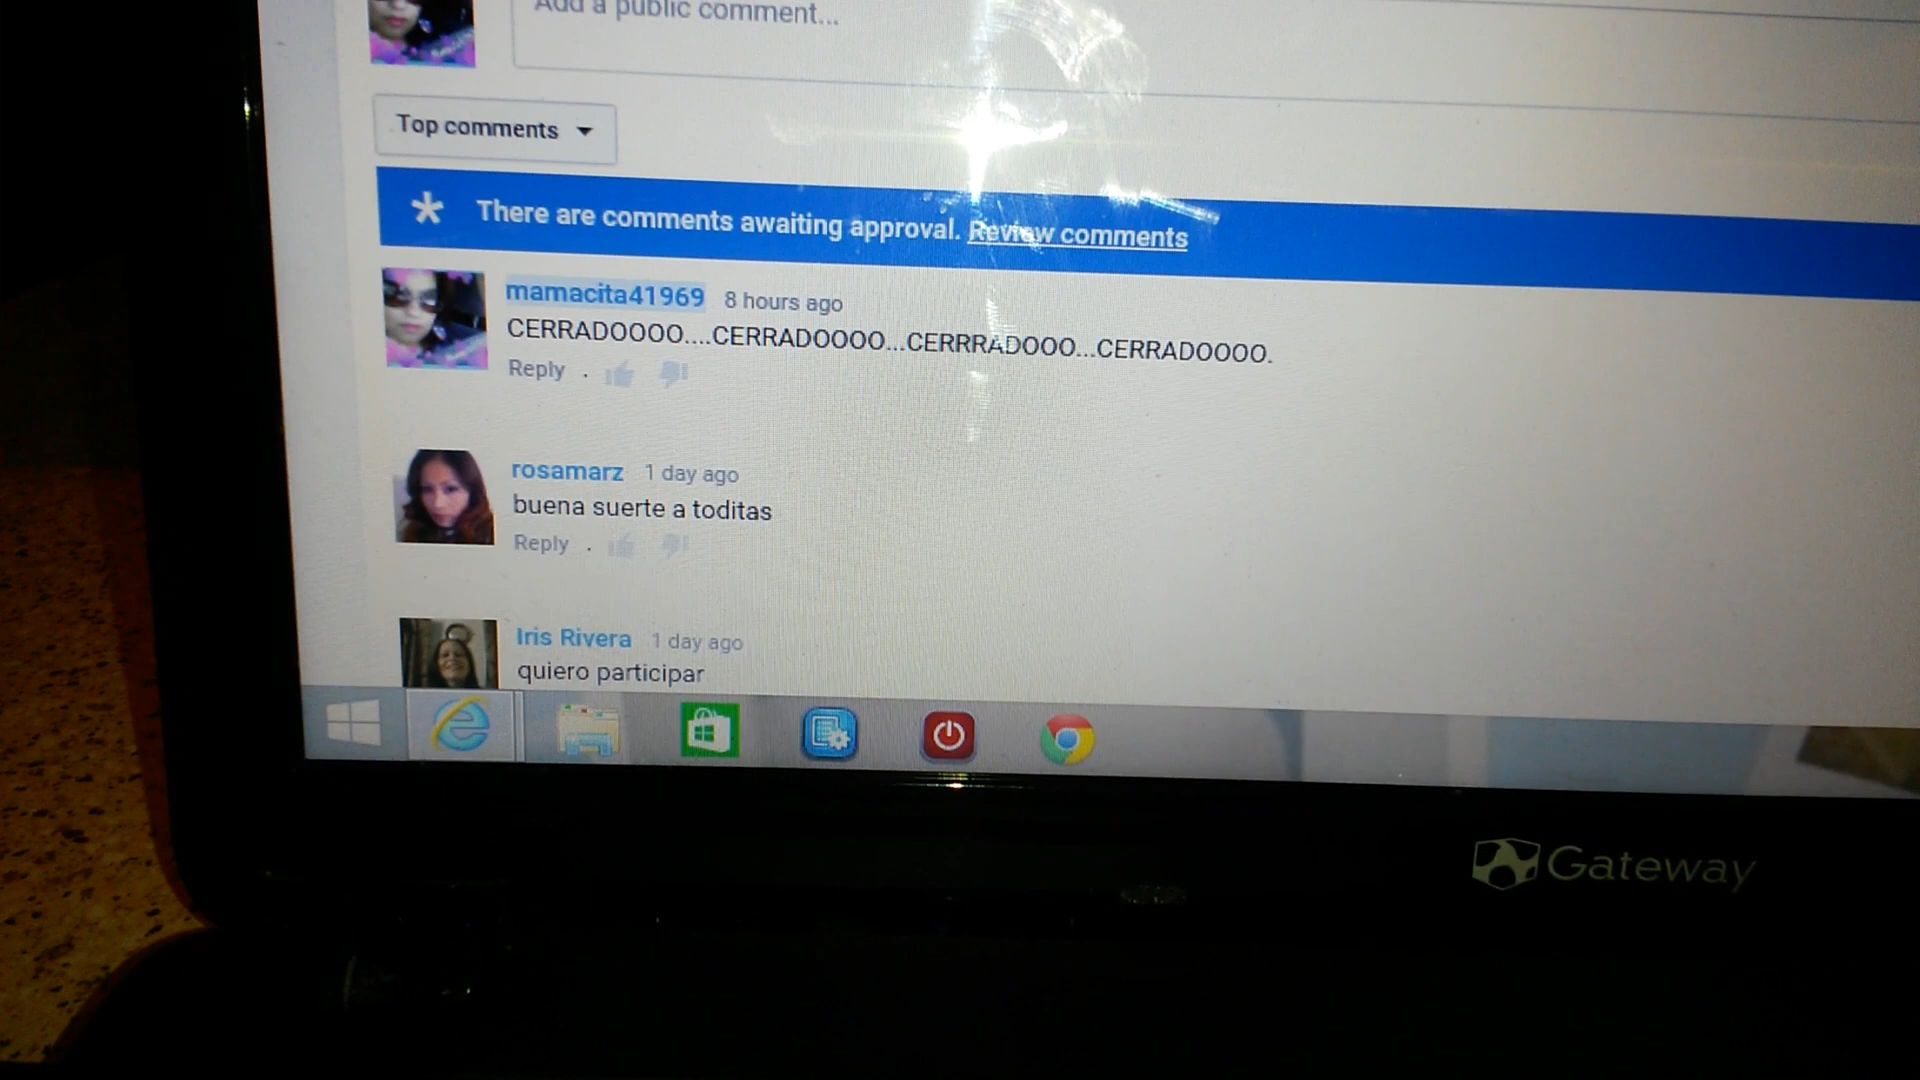 Add a public comment...
Top comments
There are comments awaiting approval. Review comments
mamacita41969 8 hours ago
CERRADOOOO....CERRADOOOO...CERRRADOOO...CERRADOOOO.
Reply .
rosamarz 1 day ago
buena suerte a toditas
Reply .
Iris Rivera 1 day ago
quiero participar
Gateway